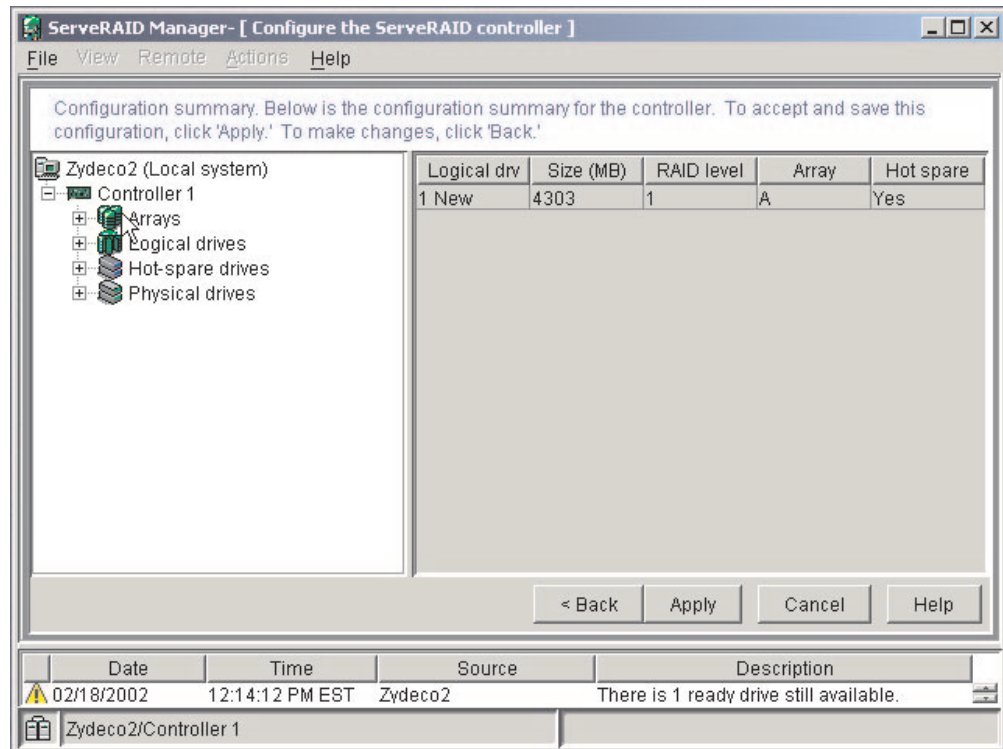 ServeRAID Manager- [ Configure the ServeRAID controller ]
File View Remote Actions Help
Configuration summary. Below is the configuration summary for the controller. To accept and save this
configuration, click 'Apply.' To make changes, click 'Back.'
Zydeco2 (Local system)
Controller 1
Arrays
Logical drives
Hot-spare drives
Physical drives
Logical drv Size (MB) RAID level Array Hot spare
1 New 4303 1 A Yes
< Back Apply Cancel Help
Date Time Source Description
02/18/2002 12:14:12 PM EST Zydeco2 There is 1 ready drive still available.
Zydeco2/Controller 1